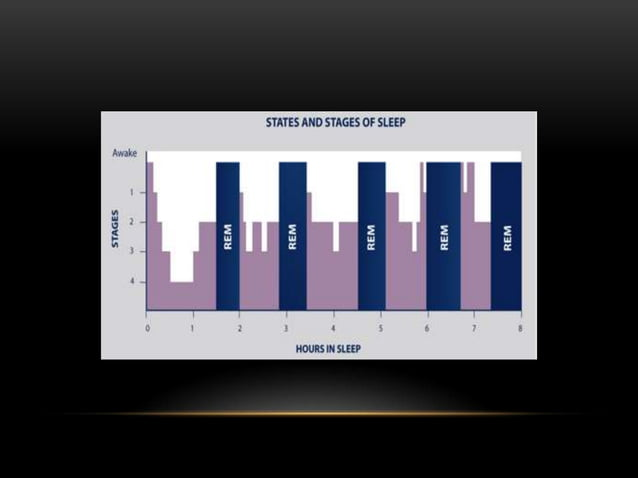 STATES AND STAGES OF SLEEP
Awake
1
2
3
4
STAGES
REM
REM
REM
REM
REM
0 1 2 3 4 5 6 7 8
HOURS IN SLEEP